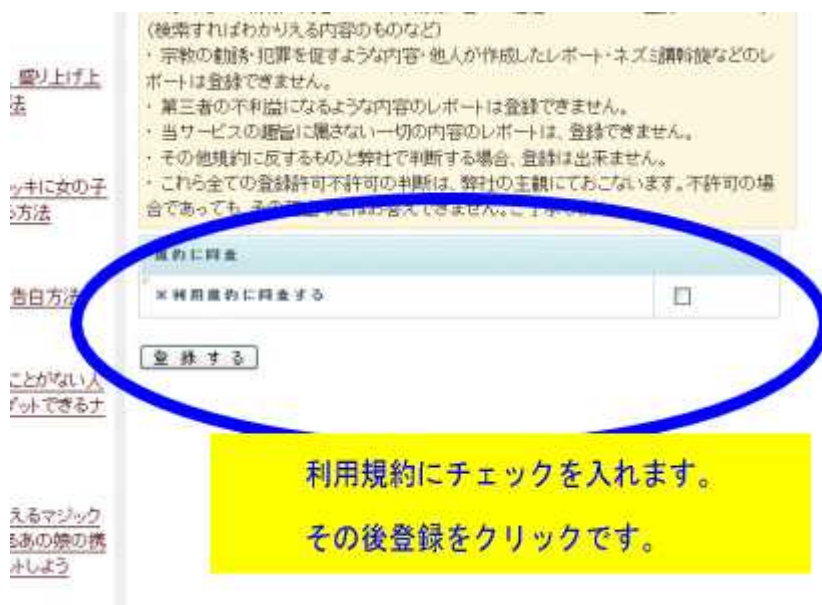 (検索すればわかりえる内容のものなど)
・宗教の勧誘・犯罪を促すような内容・他人が作成したレポート・ネズミ講斡旋などのレ
ポートは登録できません。
・第三者の不利益になるような内容のレポートは登録できません。
・当サービスの趣旨に属さない一切の内容のレポートは、登録できません。
・その他規約に反するものと弊社で判断する場合、登録は出来ません。
・これら全ての登録許可不許可の判断は、弊社の主観にておこないます。不許可の場
合であっても、
規約に同意
※利用規約に同意する
登録する
利用規約にチェックを入れます。
その後登録をクリックです。
盛り上げ上
法
ッキに女の子
方法
告白方法
ことがない人
ゲットできるナ
えるマジック
るあの娘の携
トしよう